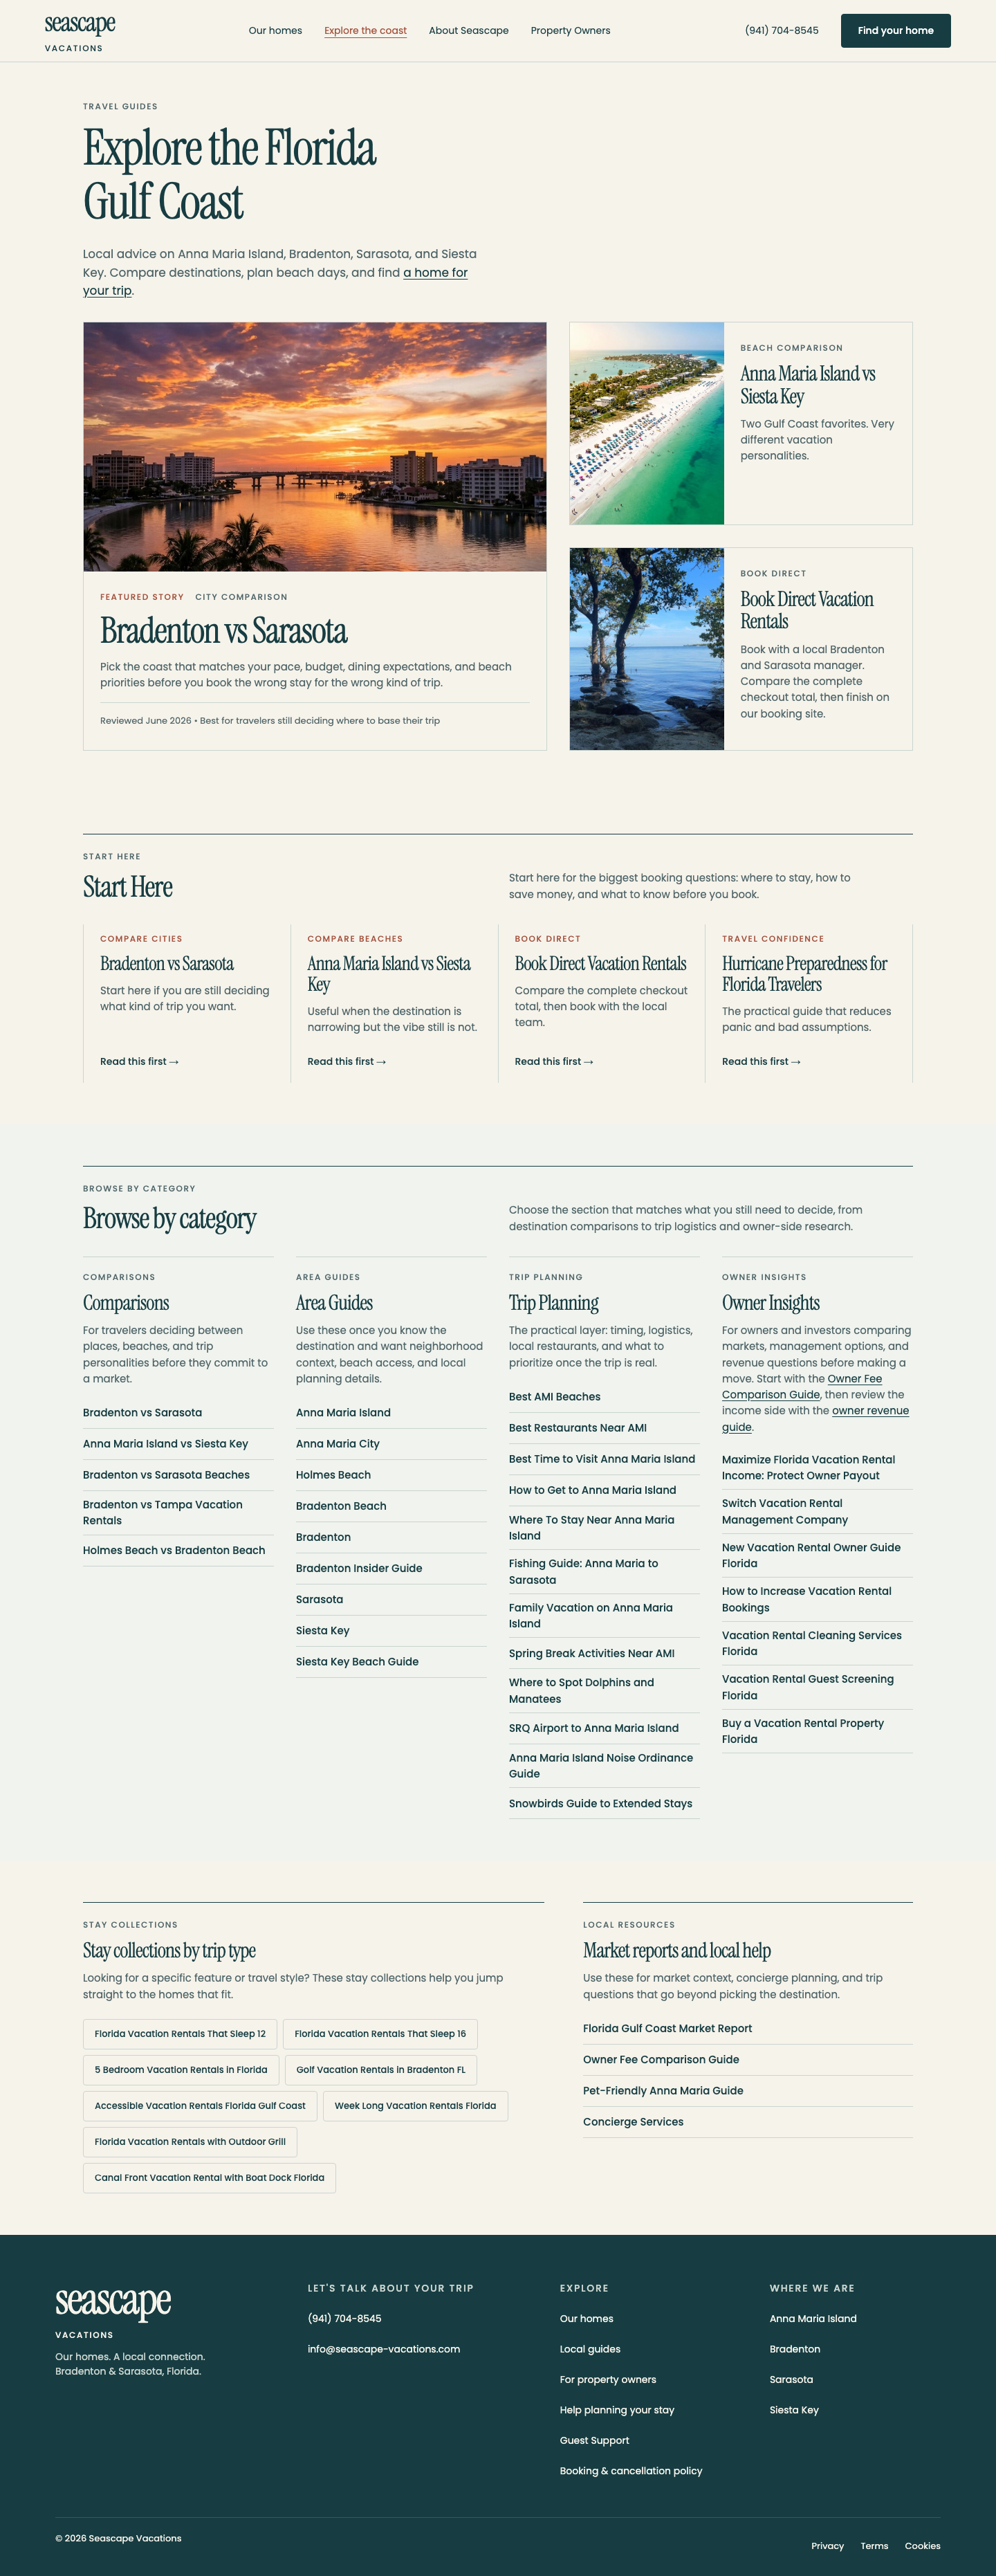 seascape
VACATIONS
Our homes
Explore the coast
About Seascape
Property Owners
(941) 704-8545
Find your home
TRAVEL GUIDES
Explore the Florida
Gulf Coast
Local advice on Anna Maria Island, Bradenton, Sarasota, and Siesta
Key. Compare destinations, plan beach days, and find a home for
your trip.
FEATURED STORY
CITY COMPARISON
Bradenton vs Sarasota
Pick the coast that matches your pace, budget, dining expectations, and beach
priorities before you book the wrong stay for the wrong kind of trip.
Reviewed June 2026 • Best for travelers still deciding where to base their trip
BEACH COMPARISON
Anna Maria Island vs
Siesta Key
Two Gulf Coast favorites. Very
different vacation
personalities.
BOOK DIRECT
Book Direct Vacation
Rentals
Book with a local Bradenton
and Sarasota manager.
Compare the complete
checkout total, then finish on
our booking site.
START HERE
Start Here
Start here for the biggest booking questions: where to stay, how to
save money, and what to know before you book.
COMPARE CITIES
Bradenton vs Sarasota
Start here if you are still deciding
what kind of trip you want.
Read this first →
COMPARE BEACHES
Anna Maria Island vs Siesta
Key
Useful when the destination is
narrowing but the vibe still is not.
Read this first →
BOOK DIRECT
Book Direct Vacation Rentals
Compare the complete checkout
total, then book with the local
team.
Read this first →
TRAVEL CONFIDENCE
Hurricane Preparedness for
Florida Travelers
The practical guide that reduces
panic and bad assumptions.
Read this first →
BROWSE BY CATEGORY
Browse by category
Choose the section that matches what you still need to decide, from
destination comparisons to trip logistics and owner-side research.
COMPARISONS
Comparisons
For travelers deciding between
places, beaches, and trip
personalities before they commit to
a market.
Bradenton vs Sarasota
Anna Maria Island vs Siesta Key
Bradenton vs Sarasota Beaches
Bradenton vs Tampa Vacation
Rentals
Holmes Beach vs Bradenton Beach
AREA GUIDES
Area Guides
Use these once you know the
destination and want neighborhood
context, beach access, and local
planning details.
Anna Maria Island
Anna Maria City
Holmes Beach
Bradenton Beach
Bradenton
Bradenton Insider Guide
Sarasota
Siesta Key
Siesta Key Beach Guide
TRIP PLANNING
Trip Planning
The practical layer: timing, logistics,
local restaurants, and what to
prioritize once the trip is real.
Best AMI Beaches
Best Restaurants Near AMI
Best Time to Visit Anna Maria Island
How to Get to Anna Maria Island
Where To Stay Near Anna Maria
Island
Fishing Guide: Anna Maria to
Sarasota
Family Vacation on Anna Maria
Island
Spring Break Activities Near AMI
Where to Spot Dolphins and
Manatees
SRQ Airport to Anna Maria Island
Anna Maria Island Noise Ordinance
Guide
Snowbirds Guide to Extended Stays
OWNER INSIGHTS
Owner Insights
For owners and investors comparing
markets, management options, and
revenue questions before making a
move. Start with the Owner Fee
Comparison Guide, then review the
income side with the owner revenue
guide.
Maximize Florida Vacation Rental
Income: Protect Owner Payout
Switch Vacation Rental
Management Company
New Vacation Rental Owner Guide
Florida
How to Increase Vacation Rental
Bookings
Vacation Rental Cleaning Services
Florida
Vacation Rental Guest Screening
Florida
Buy a Vacation Rental Property
Florida
STAY COLLECTIONS
Stay collections by trip type
Looking for a specific feature or travel style? These stay collections help you jump
straight to the homes that fit.
Florida Vacation Rentals That Sleep 12
Florida Vacation Rentals That Sleep 16
5 Bedroom Vacation Rentals in Florida
Golf Vacation Rentals in Bradenton FL
Accessible Vacation Rentals Florida Gulf Coast
Week Long Vacation Rentals Florida
Florida Vacation Rentals with Outdoor Grill
Canal Front Vacation Rental with Boat Dock Florida
LOCAL RESOURCES
Market reports and local help
Use these for market context, concierge planning, and trip
questions that go beyond picking the destination.
Florida Gulf Coast Market Report
Owner Fee Comparison Guide
Pet-Friendly Anna Maria Guide
Concierge Services
seascape
VACATIONS
Our homes. A local connection.
Bradenton & Sarasota, Florida.
LET'S TALK ABOUT YOUR TRIP
(941) 704-8545
info@seascape-vacations.com
EXPLORE
Our homes
Local guides
For property owners
Help planning your stay
Guest Support
Booking & cancellation policy
WHERE WE ARE
Anna Maria Island
Bradenton
Sarasota
Siesta Key
© 2026 Seascape Vacations
Privacy
Terms
Cookies